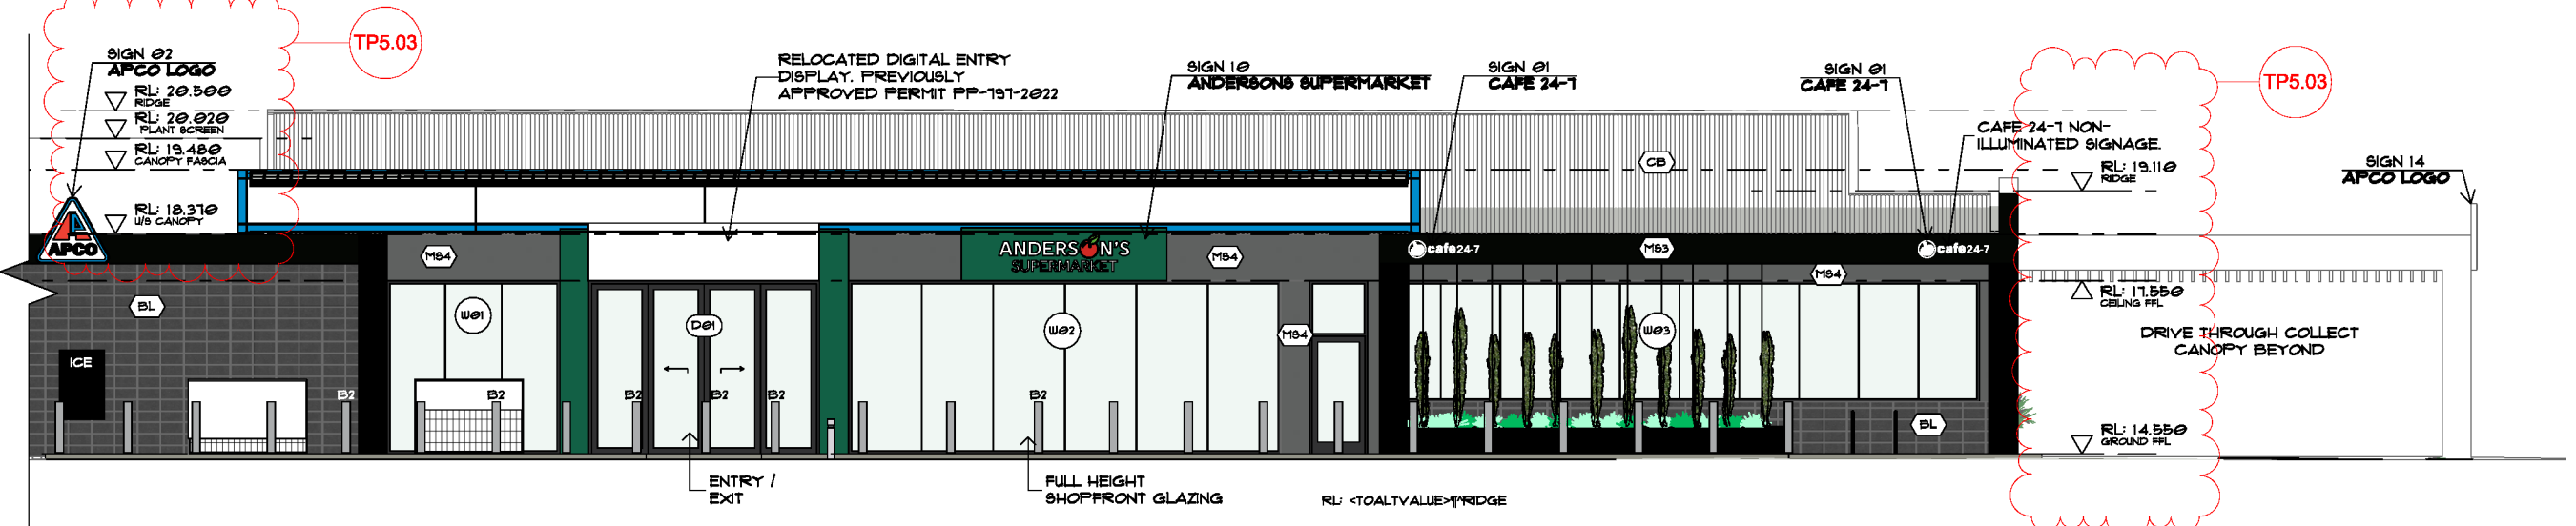 TP5.03
SIGN 02
APCO LOGO
RL: 20.500
RIDGE
RL: 20.020
PLANT SCREEN
RL: 19.480
CANOPY FASCIA
RL: 18.370
U/S CANOPY
APCO
RELOCATED DIGITAL ENTRY
DISPLAY. PREVIOUSLY
APPROVED PERMIT PP-797-2022
SIGN 10
ANDERSONS SUPERMARKET
SIGN 01
CAFE 24-7
SIGN 01
CAFE 24-7
CAFE 24-7 NON-
ILLUMINATED SIGNAGE.
TP5.03
RL: 19.110
RIDGE
SIGN 14
APCO LOGO
CB
MS4
ANDERSON'S
SUPERMARKET
MS4
cafe24-7
MS3
cafe24-7
MS4
BL
W01
D01
W02
MS4
W03
RL: 17.550
CEILING FFL
DRIVE THROUGH COLLECT
CANOPY BEYOND
ICE
B2
B2
B2
B2
B2
B2
BL
RL: 14.550
GROUND FFL
ENTRY /
EXIT
FULL HEIGHT
SHOPFRONT GLAZING
RL: <TOALTVALUE>¶^RIDGE